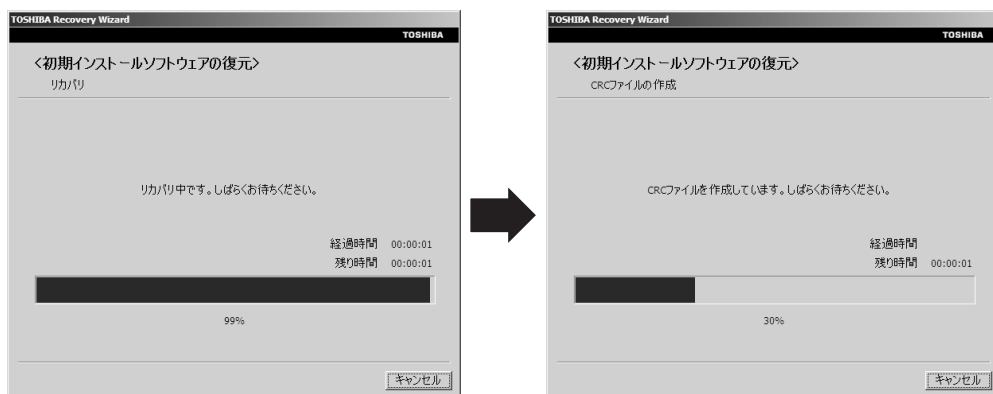 TOSHIBA Recovery Wizard
TOSHIBA
<初期インストールソフトウェアの復元>
リカバリ
リカバリ中です。しばらくお待ちください。
経過時間 00:00:01
残り時間 00:00:01
99%
キャンセル
TOSHIBA Recovery Wizard
TOSHIBA
<初期インストールソフトウェアの復元>
CRCファイルの作成
CRCファイルを作成しています。しばらくお待ちください。
経過時間
残り時間 00:00:01
30%
キャンセル